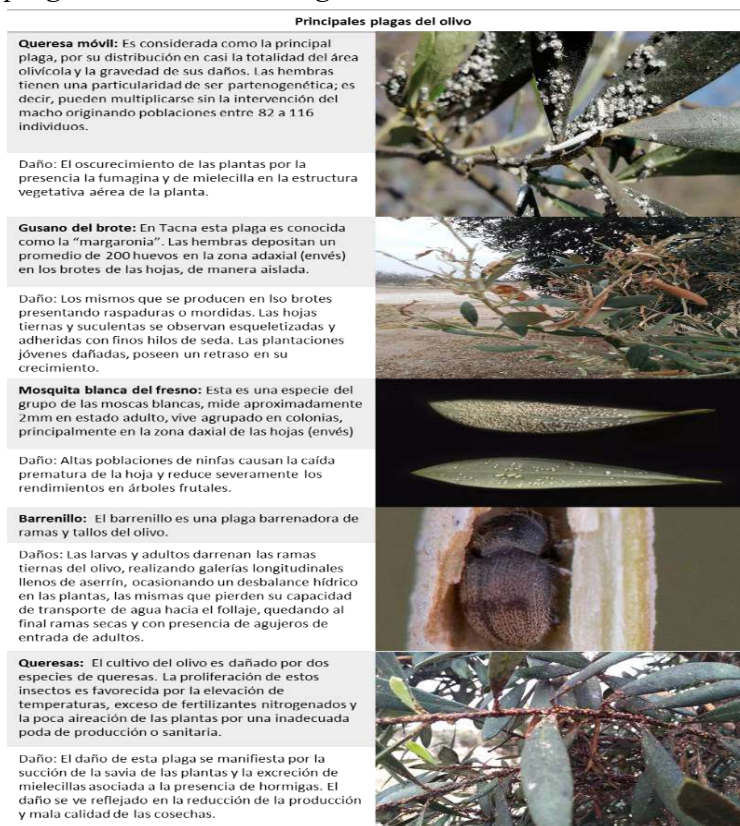 Principales plagas del olivo
Queresa móvil: Es considerada como la principal
plaga, por su distribución en casi la totalidad del área
olivícola y la gravedad de sus daños. Las hembras
tienen una particularidad de ser partenogenética; es
decir, pueden multiplicarse sin la intervención del
macho originando poblaciones entre 82 a 116
individuos.
Daño: El oscurecimiento de las plantas por la
presencia la fumagina y de mielecilla en la estructura
vegetativa aérea de la planta.
Gusano del brote: En Tacna esta plaga es conocida
como la “margaronia”. Las hembras depositan un
promedio de 200 huevos en la zona adaxial (envés)
en los brotes de las hojas, de manera aislada.
Daño: Los mismos que se producen en lso brotes
presentando raspaduras o mordidas. Las hojas
tiernas y suculentas se observan esqueletizadas y
adheridas con finos hilos de seda. Las plantaciones
jóvenes dañadas, poseen un retraso en su
crecimiento.
Mosquita blanca del fresno: Esta es una especie del
grupo de las moscas blancas, mide aproximadamente
2mm en estado adulto, vive agrupado en colonias,
principalmente en la zona daxial de las hojas (envés)
Daño: Altas poblaciones de ninfas causan la caída
prematura de la hoja y reduce severamente los
rendimientos en árboles frutales.
Barrenillo: El barrenillo es una plaga barrenadora de
ramas y tallos del olivo.
Daños: Las larvas y adultos darrenan las ramas
tiernas del olivo, realizando galerías longitudinales
llenos de aserrín, ocasionando un desbalance hídrico
en las plantas, las mismas que pierden su capacidad
de transporte de agua hacia el follaje, quedando al
final ramas secas y con presencia de agujeros de
entrada de adultos.
Queresas: El cultivo del olivo es dañado por dos
especies de queresas. La proliferación de estos
insectos es favorecida por la elevación de
temperaturas, exceso de fertilizantes nitrogenados y
la poca aireación de las plantas por una inadecuada
poda de producción o sanitaria.
Daño: El daño de esta plaga se manifiesta por la
succión de la savia de las plantas y la excreción de
mielecillas asociada a la presencia de hormigas. El
daño se ve reflejado en la reducción de la producción
y mala calidad de las cosechas.